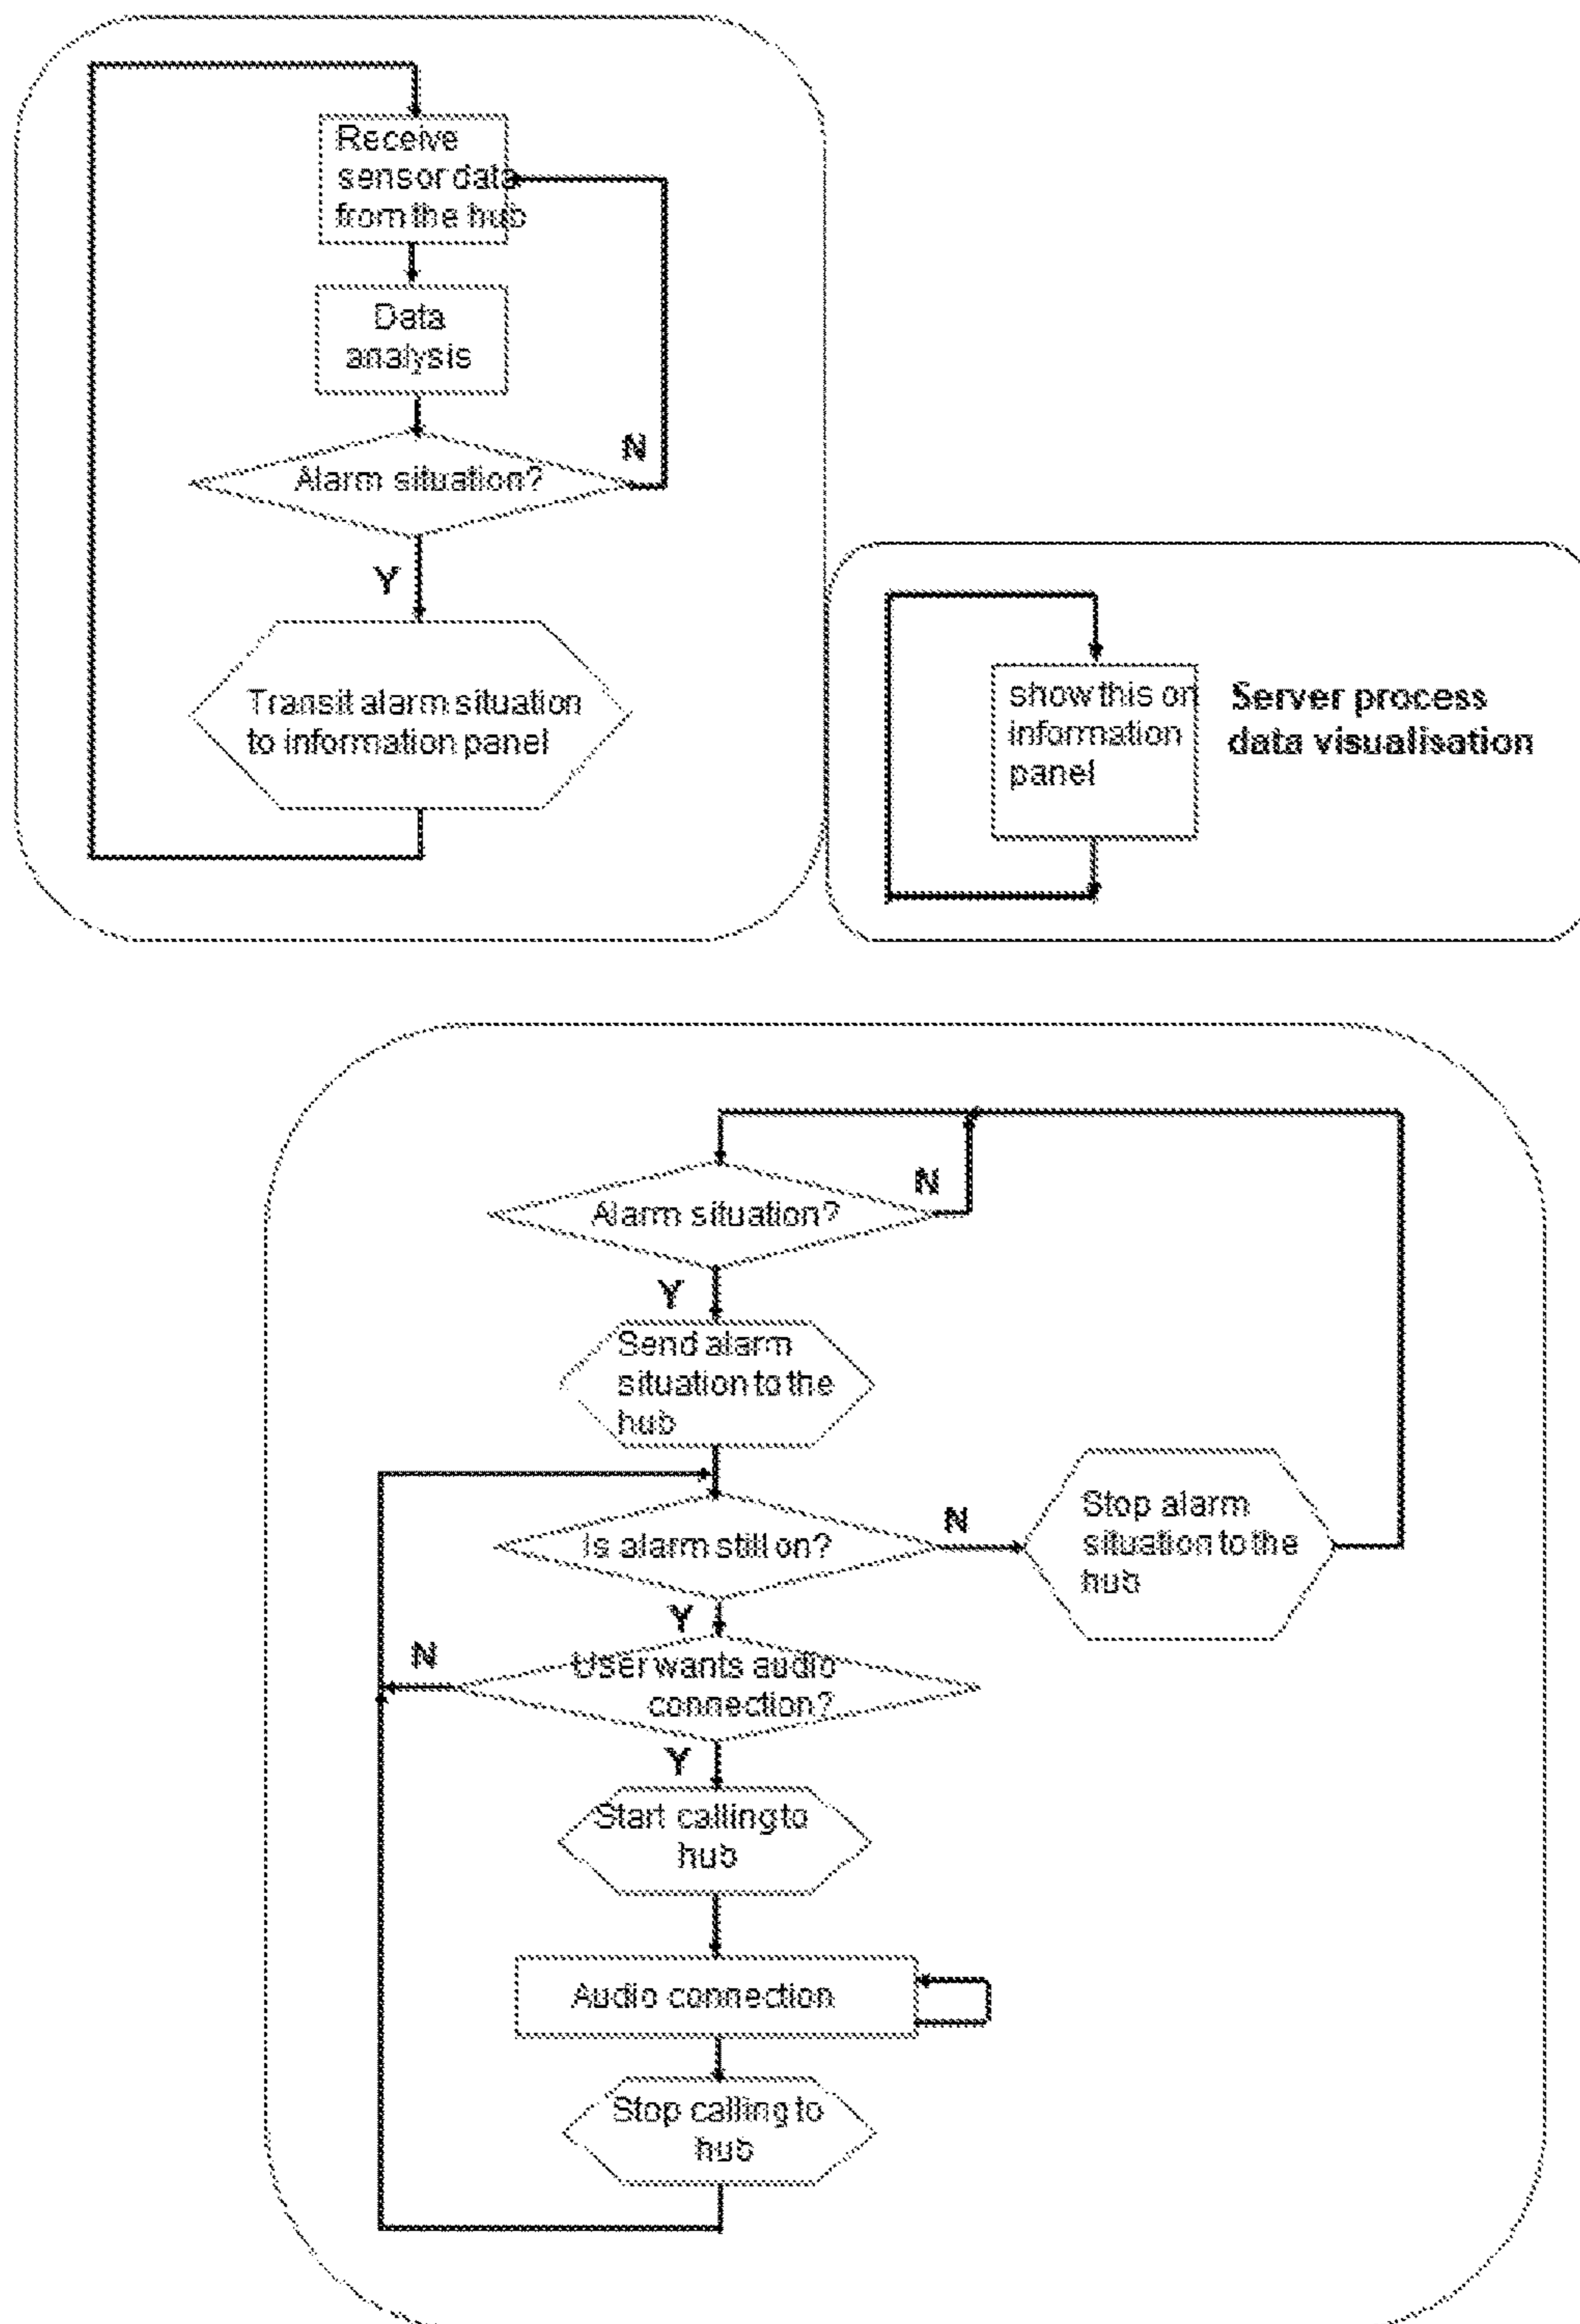 Receive
sensor data
from the hub
Data
analysis
Alarm situation?
N
Y
Transit alarm situation
to information panel
show this on
information
panel
Server process
data visualisation
Alarm situation?
N
Y
Send alarm
situation to the
hub
Is alarm still on?
N
Stop alarm
situation to the
hub
Y
User wants audio
connection?
N
Y
Start calling to
hub
Audio connection
Stop calling to
hub